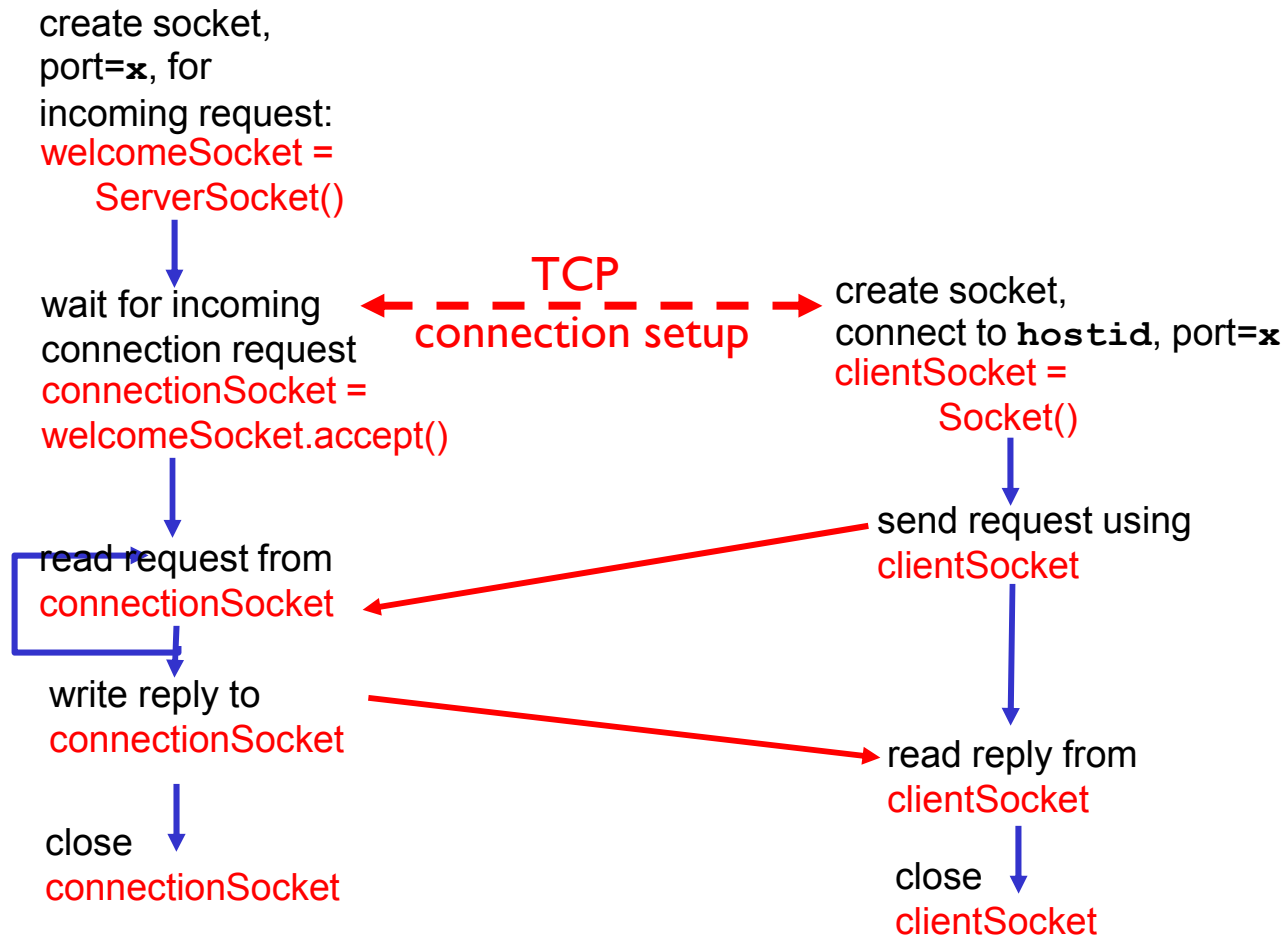 create socket,
port=x, for
incoming request:
welcomeSocket =
ServerSocket()
wait for incoming
connection request
connectionSocket =
welcomeSocket.accept()
TCP
connection setup
create socket,
connect to hostid, port=x
clientSocket =
Socket()
send request using
clientSocket
read request from
connectionSocket
write reply to
connectionSocket
read reply from
clientSocket
close
connectionSocket
close
clientSocket